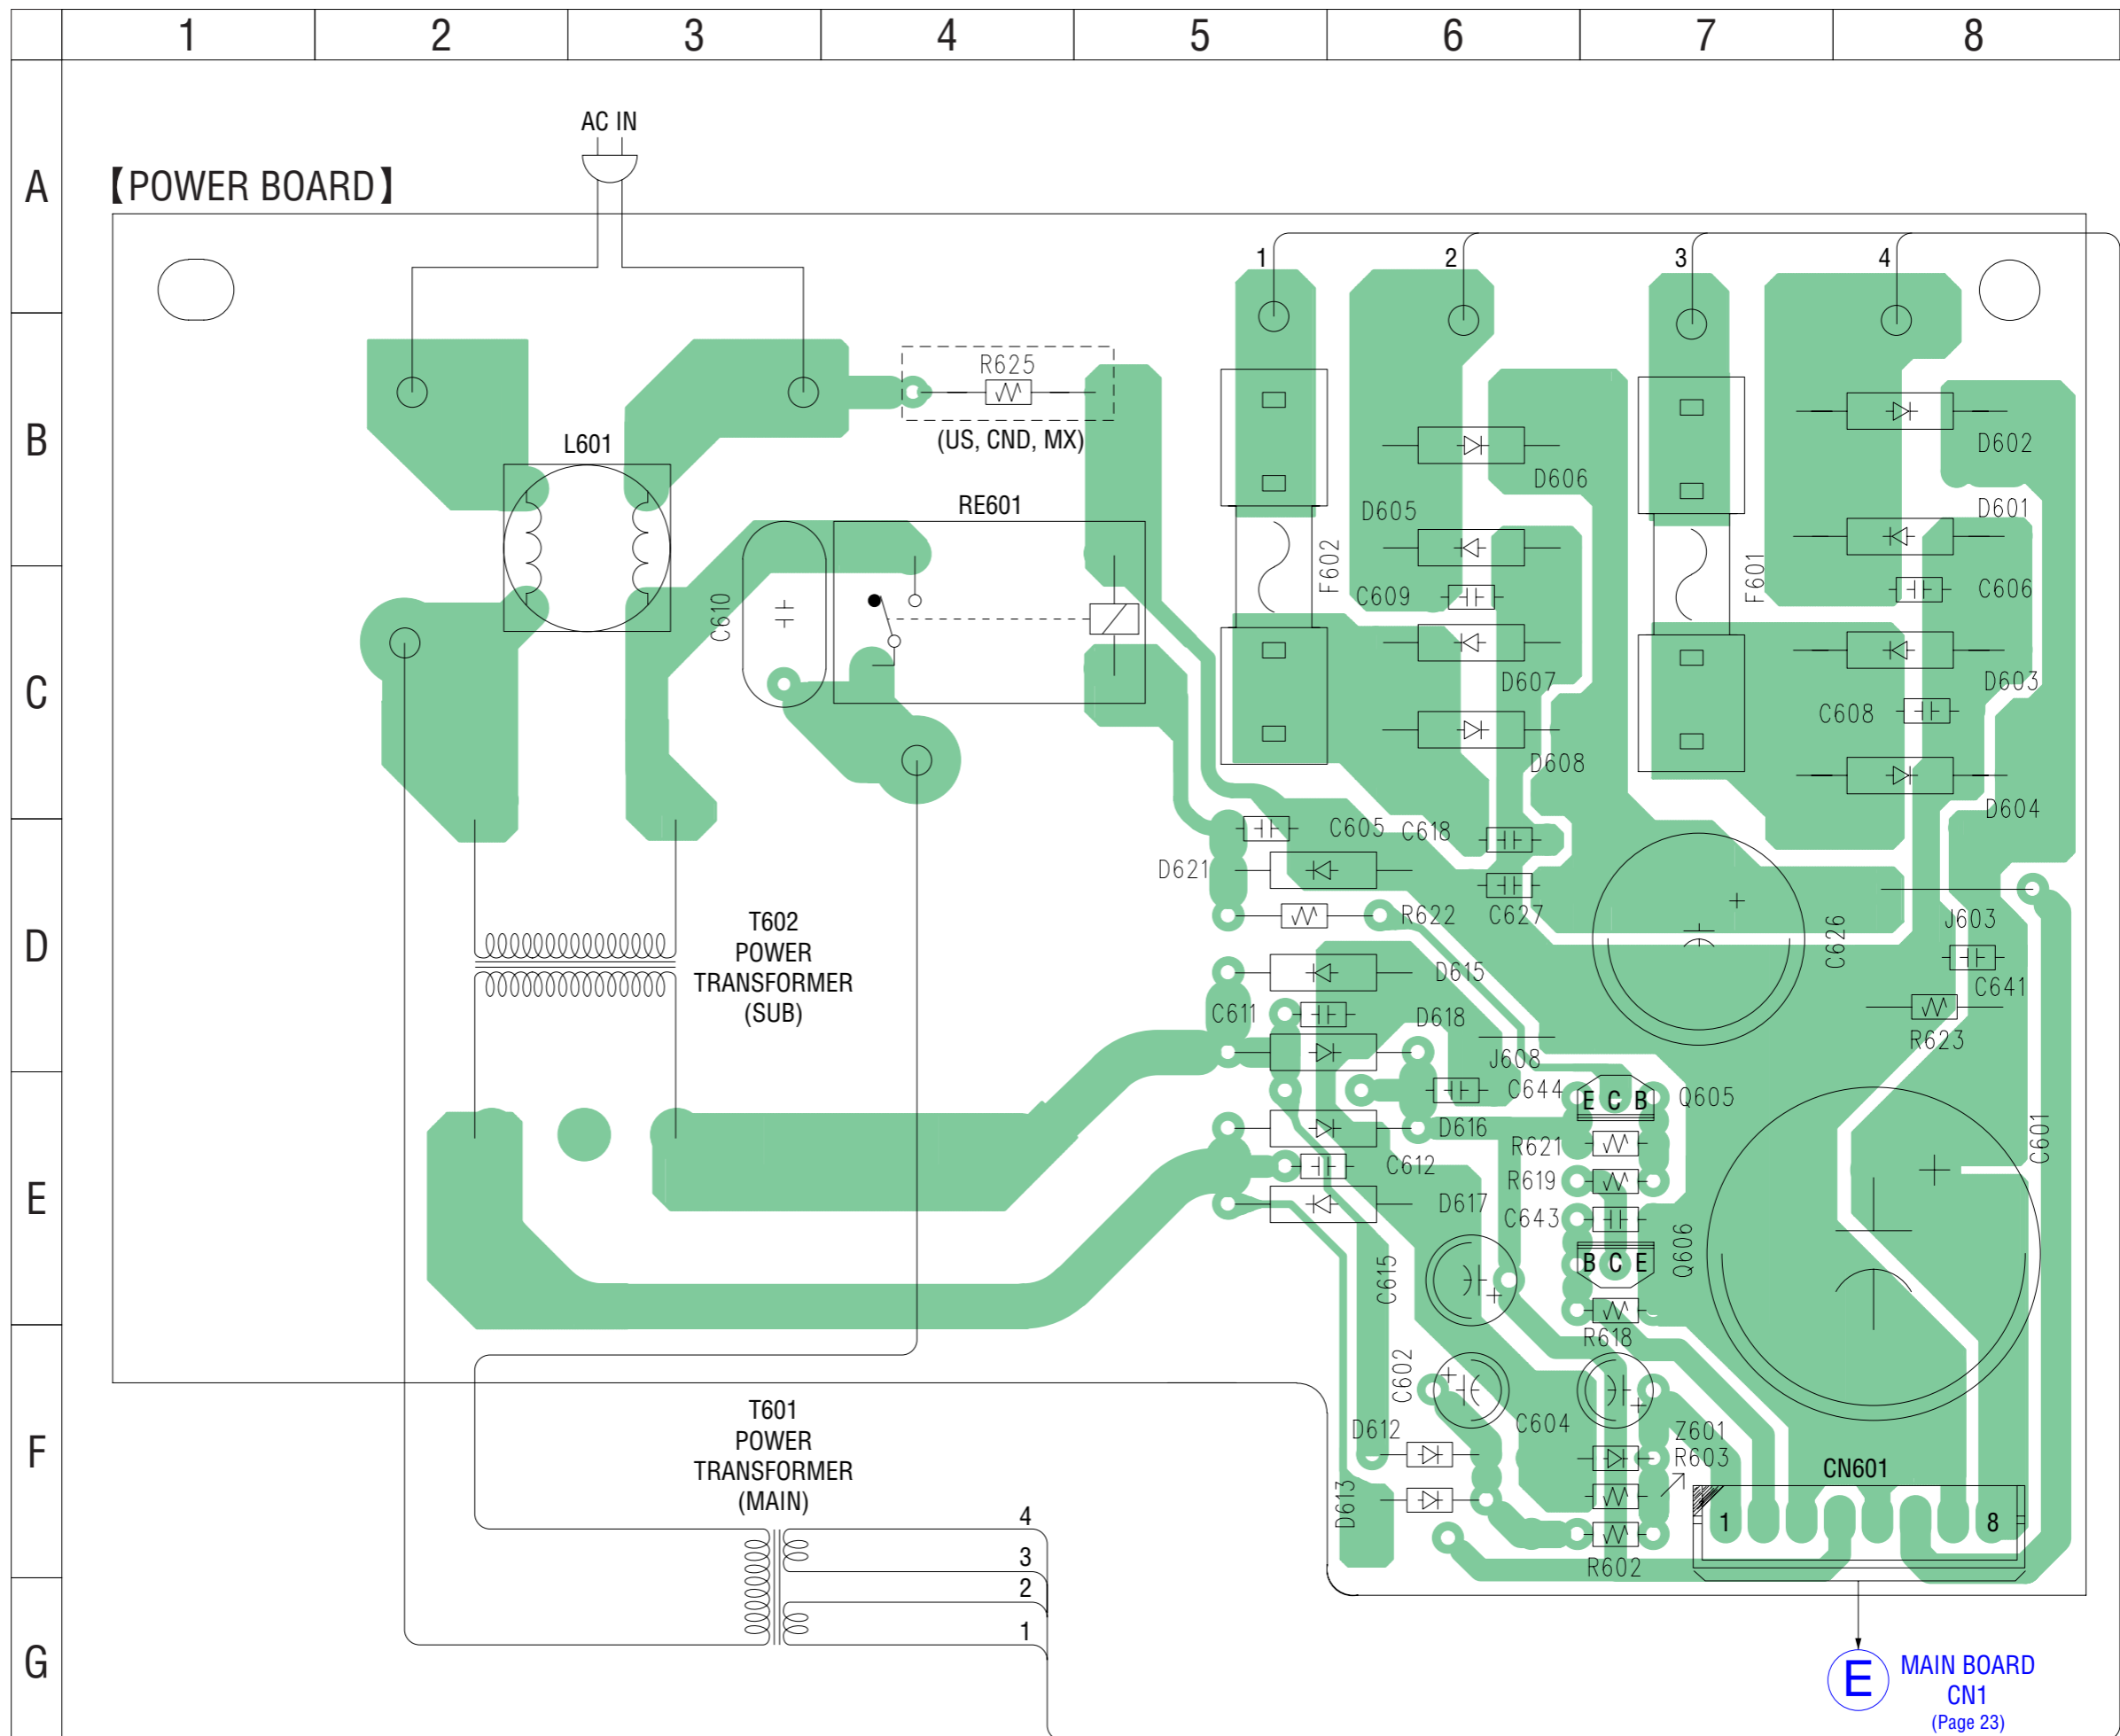 1 2 3 4 5 6 7 8
AC IN
A
【POWER BOARD】
1 2 3 4
R625
(US, CND, MX)
B
L601
D602
D606
RE601
D605
D601
F602
F601
C609
C606
C610
C
D607
D603
C608
D608
D604
C605
C618
D621
T602
POWER
TRANSFORMER
(SUB)
R622
C627
J603
C626
D
D615
C641
C611
D618
R623
J608
C644
E C B
Q605
D616
R621
C601
C612
R619
E
D617
C643
Q606
B C E
C615
R618
C602
T601
POWER
TRANSFORMER
(MAIN)
D612
C604
Z601
R603
F
CN601
D613
1 8
R602
4
3
2
1
G
E
MAIN BOARD
CN1
(Page 23)